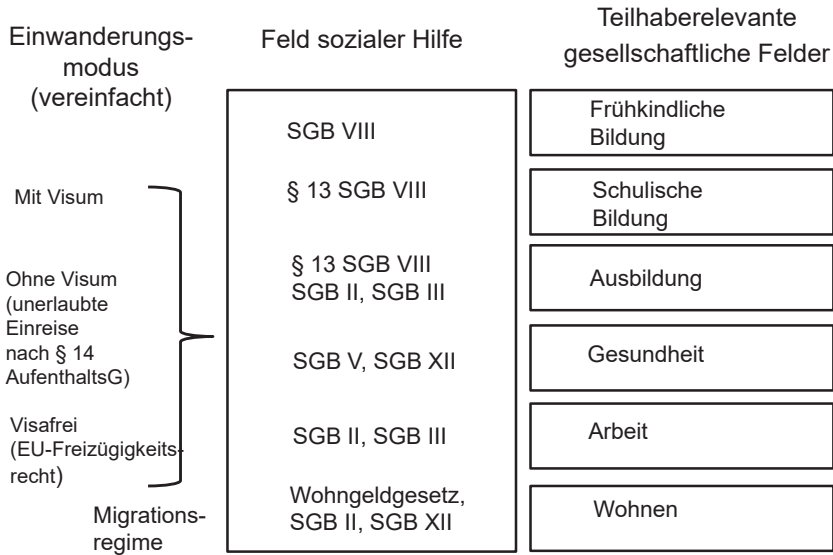 Einwanderungs-
modus
(vereinfacht)
Feld sozialer Hilfe
Teilhaberelevante
gesellschaftliche Felder
SGB VIII
Frühkindliche
Bildung
Mit Visum
§ 13 SGB VIII
Schulische
Bildung
Ohne Visum
(unerlaubte
Einreise
nach § 14
AufenthaltsG)
§ 13 SGB VIII
SGB II, SGB III
Ausbildung
SGB V, SGB XII
Gesundheit
Visafrei
(EU-Freizügigkeits-
recht)
SGB II, SGB III
Arbeit
Migrations-
regime
Wohngeldgesetz,
SGB II, SGB XII
Wohnen